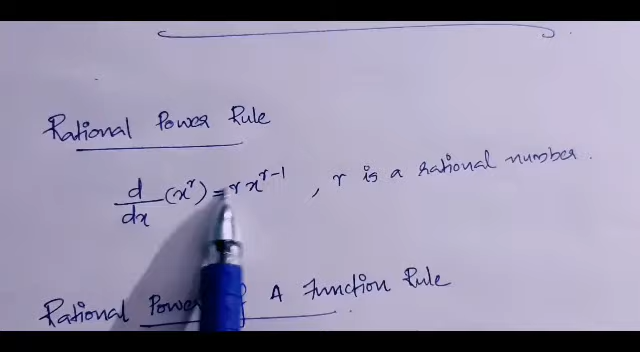 Rational Power Rule
d/dx (x^r) = r x^{r-1} , r is a rational number.
Rational Power A Function Rule